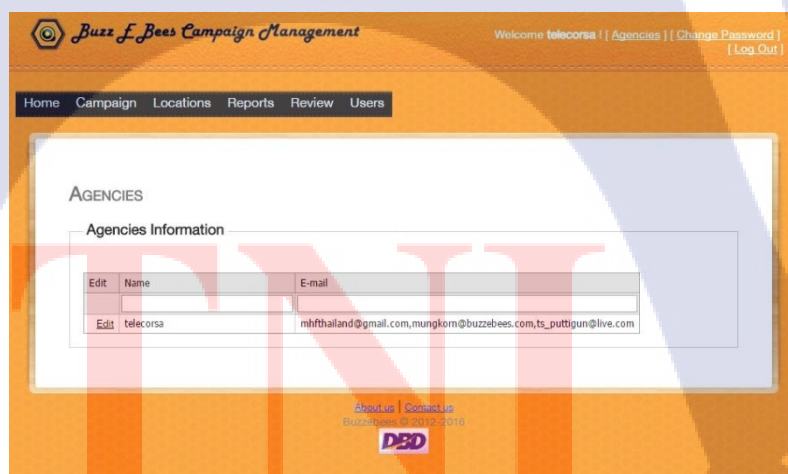 Buzz E Bees Campaign Management
Welcome telecorsa ! [ Agencies ] [ Change Password ]
[ Log Out ]
Home Campaign Locations Reports Review Users
AGENCIES
Agencies Information
Edit Name E-mail
Edit telecorsa mhfthailand@gmail.com,mungkorn@buzzebees.com,ts_puttigun@live.com
About us | Contact us
Buzzebees © 2012-2016
DBD
TNI